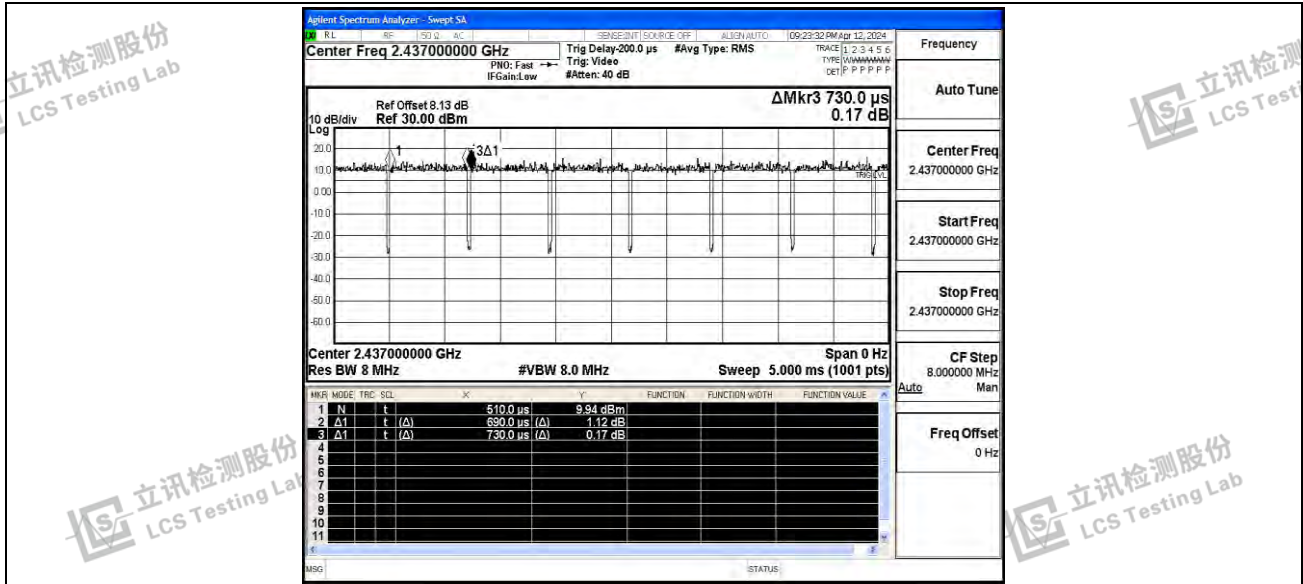 Agilent Spectrum Analyzer - Swept SA
RL RF 50 Ω AC SENSE:INT SOURCE OFF ALIGN AUTO 09:23:32 PM Apr 12, 2024
Center Freq 2.437000000 GHz
PNO: Fast
IFGain:Low
Trig Delay-200.0 µs
Trig: Video
#Atten: 40 dB
#Avg Type: RMS
TRACE 1 2 3 4 5 6
TYPE
DET P P P P P P
Frequency
Auto Tune
Center Freq
2.437000000 GHz
Start Freq
2.437000000 GHz
Stop Freq
2.437000000 GHz
CF Step
8.000000 MHz
Auto Man
Freq Offset
0 Hz
ΔMkr3 730.0 µs
0.17 dB
Ref Offset 8.13 dB
10 dB/div Ref 30.00 dBm
Log
20.0
10.0
0.00
-10.0
-20.0
-30.0
-40.0
-50.0
-60.0
1
3Δ1
TRIG LVL
Center 2.437000000 GHz Span 0 Hz
Res BW 8 MHz #VBW 8.0 MHz Sweep 5.000 ms (1001 pts)
MKR MODE TRC SCL X Y FUNCTION FUNCTION WIDTH FUNCTION VALUE
1 N t 510.0 µs 9.94 dBm
2 Δ1 t (Δ) 690.0 µs (Δ) 1.12 dB
3 Δ1 t (Δ) 730.0 µs (Δ) 0.17 dB
4
5
6
7
8
9
10
11
MSG STATUS
立讯检测股份
LCS Testing Lab
立讯检测
LCS Testi
立讯检测股份
LCS Testing Lab
立讯检测股份
LCS Testing Lab